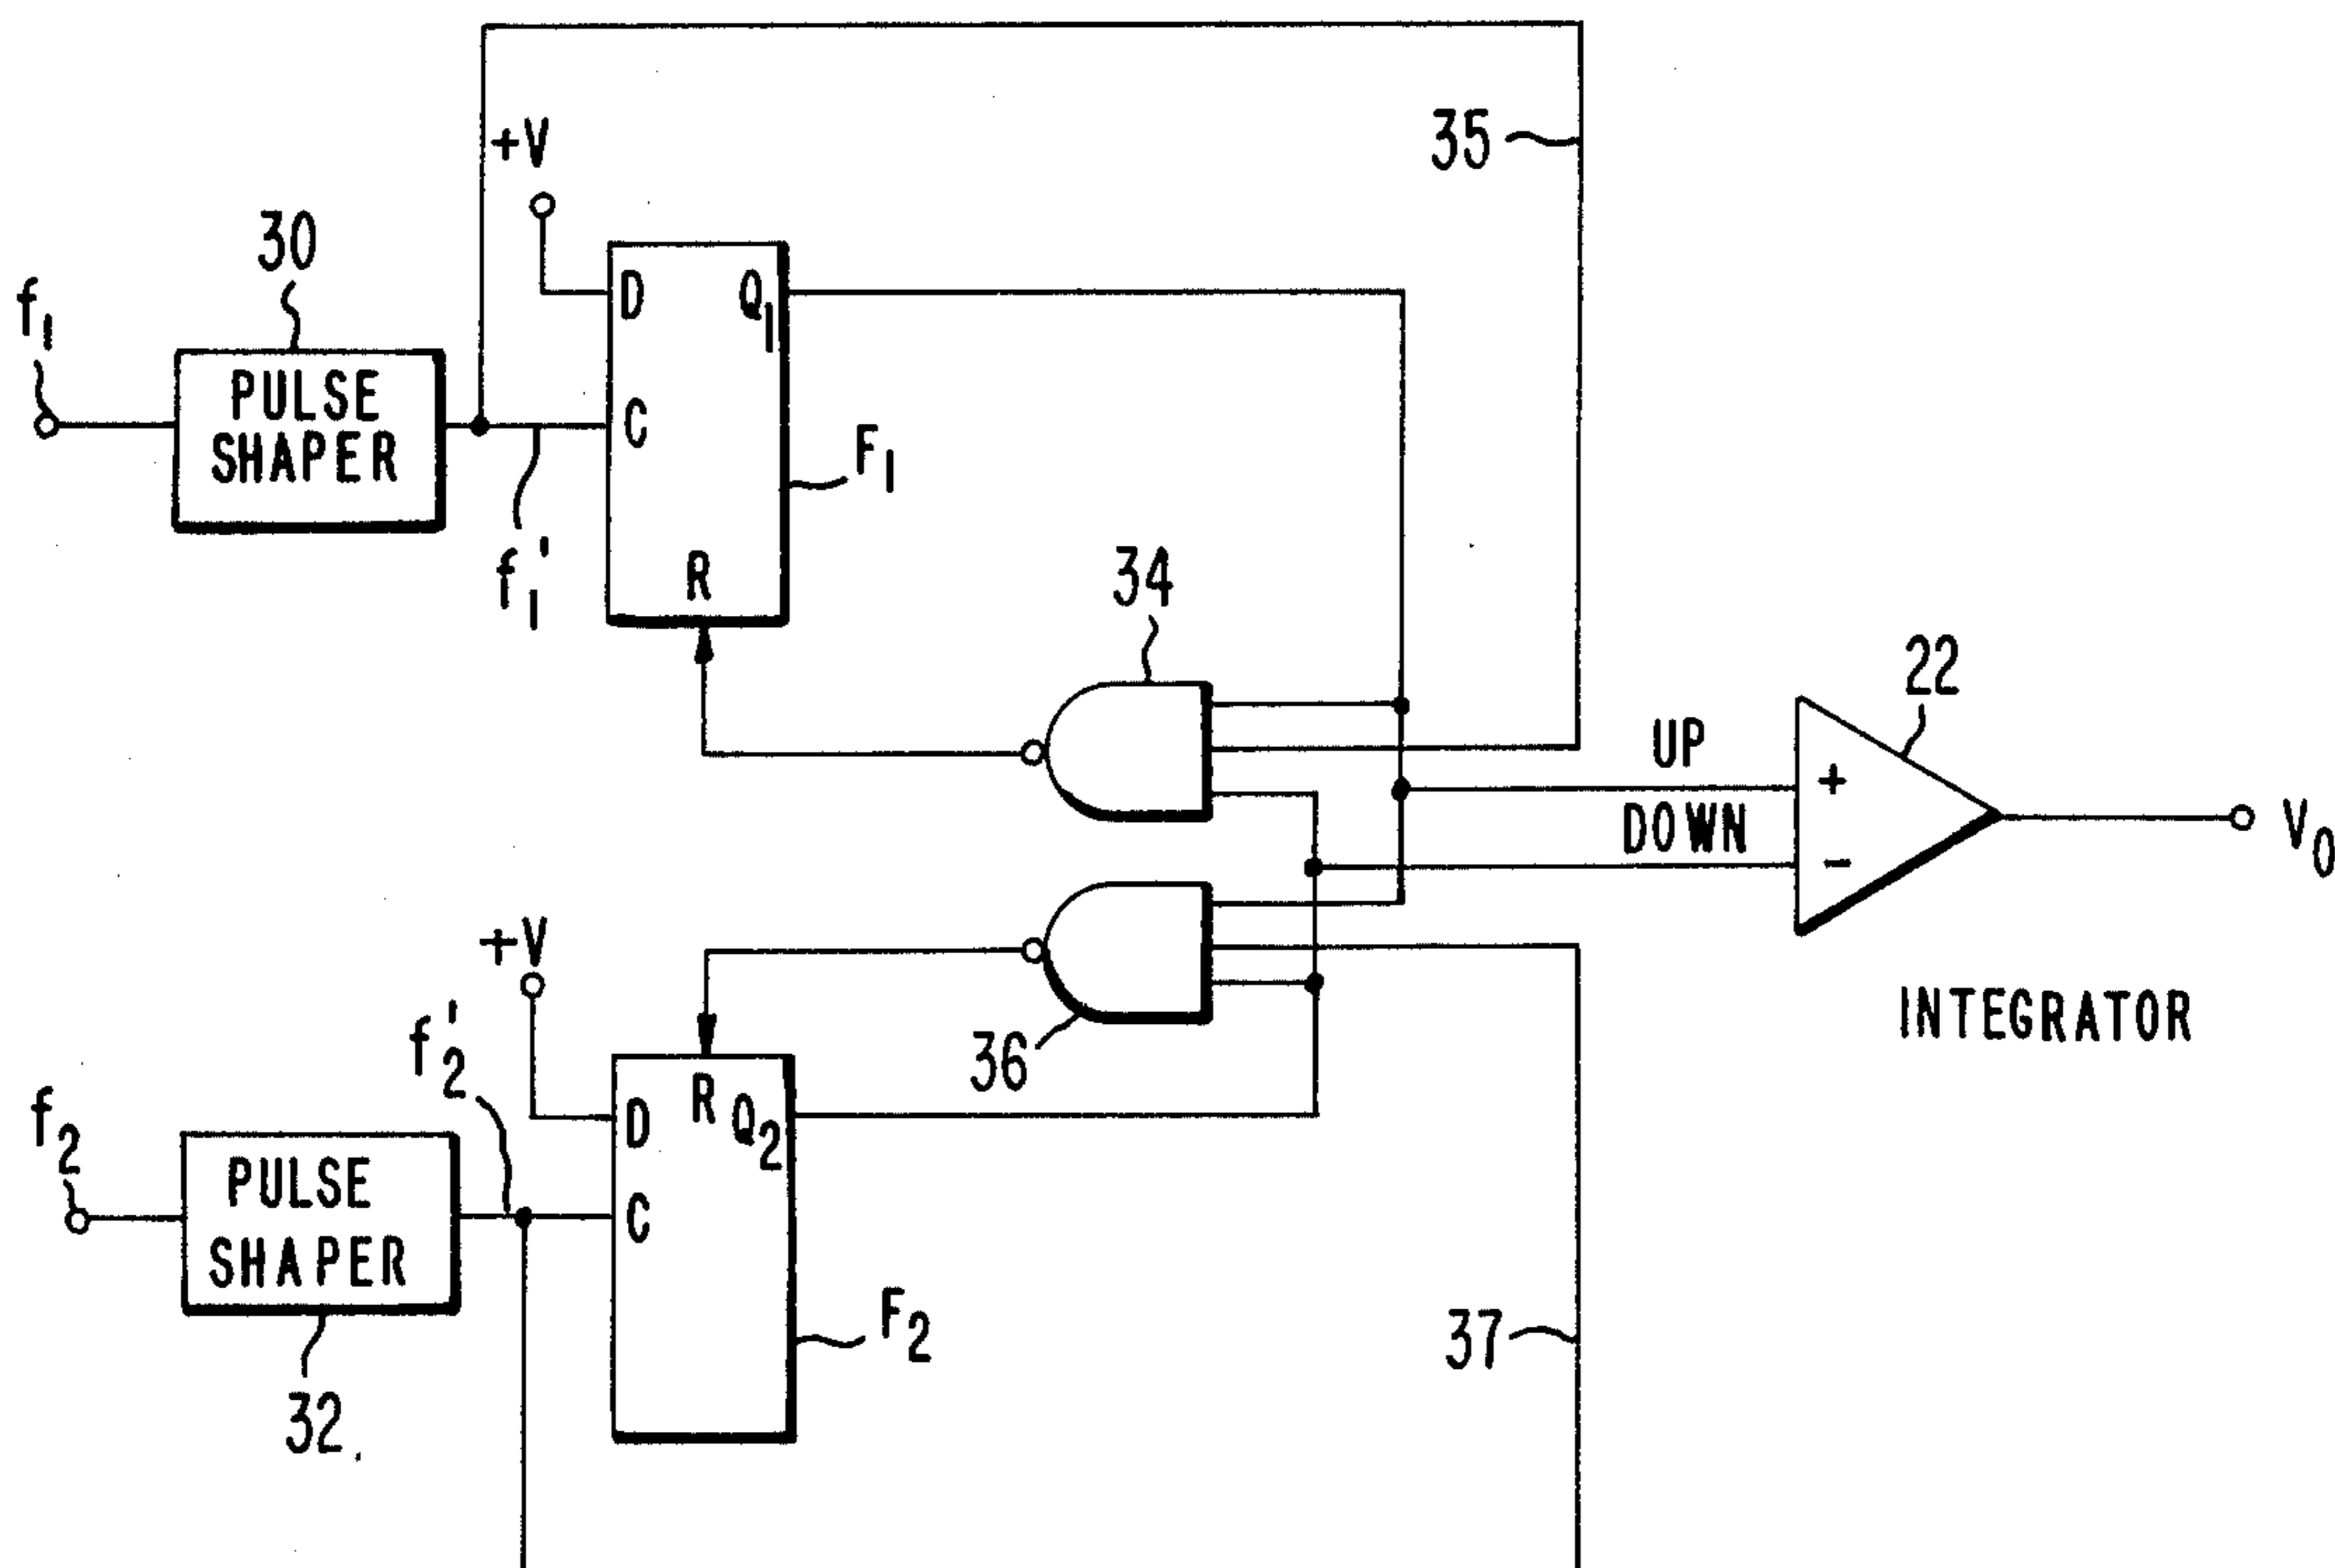 35
+V
30
f1
D Q1
PULSE
SHAPER
C
F1
f1'
R
34
22
UP
+
DOWN
-
V0
+V
36
INTEGRATOR
f2'
f2
R
D Q2
PULSE
SHAPER
C
F2
37
32